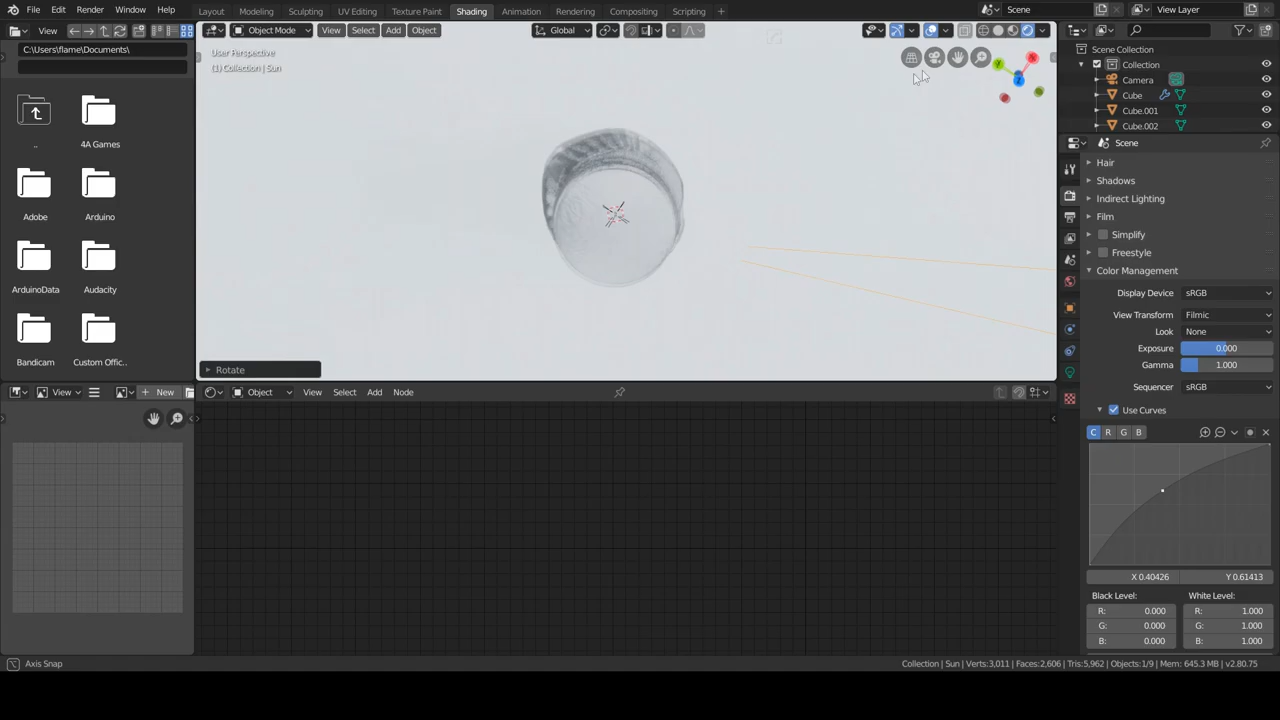 File Edit Render Window Help Layout Modeling Sculpting UV Editing Texture Paint Shading Animation Rendering Compositing Scripting + Scene View Layer
View Object Mode View Select Add Object Global
C:\Users\flame\Documents\
User Perspective
(1) Collection | Sun
Scene Collection
Collection
Camera
Cube
Cube.001
Cube.002
.. 4A Games
Adobe Arduino
ArduinoData Audacity
Bandicam Custom Offic..
Scene
Hair
Shadows
Indirect Lighting
Film
Simplify
Freestyle
Color Management
Display Device sRGB
View Transform Filmic
Look None
Exposure 0.000
Gamma 1.000
Sequencer sRGB
Use Curves
C R G B
X 0.40426 Y 0.61413
Black Level: White Level:
R: 0.000 R: 1.000
G: 0.000 G: 1.000
B: 0.000 B: 1.000
Rotate
View New Object View Select Add Node
Axis Snap
Collection | Sun | Verts:3,011 | Faces:2,606 | Tris:5,962 | Objects:1/9 | Mem: 645.3 MB | v2.80.75